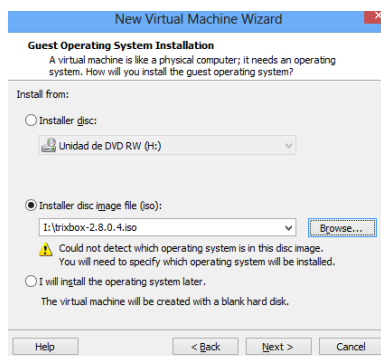 New Virtual Machine Wizard
Guest Operating System Installation
A virtual machine is like a physical computer; it needs an operating
system. How will you install the guest operating system?
Install from:
Installer disc:
Unidad de DVD RW (H:)
Installer disc image file (iso):
I:\trixbox-2.8.0.4.iso
Browse...
Could not detect which operating system is in this disc image.
You will need to specify which operating system will be installed.
I will install the operating system later.
The virtual machine will be created with a blank hard disk.
Help
< Back
Next >
Cancel